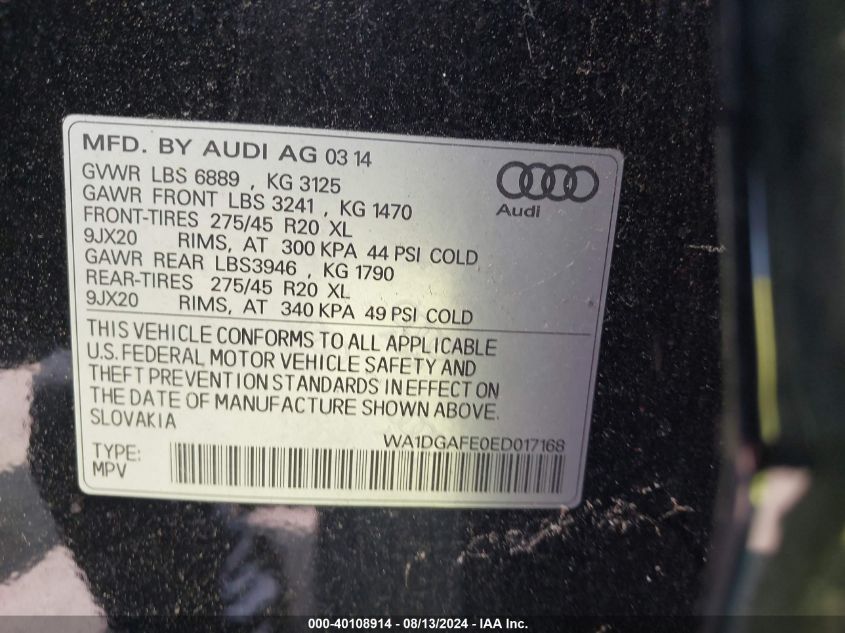 MFD. BY AUDI AG 03 14
GVWR LBS 6889 , KG 3125
GAWR FRONT LBS 3241 , KG 1470
FRONT-TIRES 275/45 R20 XL
9JX20 RIMS, AT 300 KPA 44 PSI COLD
GAWR REAR LBS3946 , KG 1790
REAR-TIRES 275/45 R20 XL
9JX20 RIMS, AT 340 KPA 49 PSI COLD
Audi
THIS VEHICLE CONFORMS TO ALL APPLICABLE
U.S. FEDERAL MOTOR VEHICLE SAFETY AND
THEFT PREVENTION STANDARDS IN EFFECT ON
THE DATE OF MANUFACTURE SHOWN ABOVE.
SLOVAKIA
WA1DGAFE0ED017168
TYPE:
MPV
000-40108914 - 08/13/2024 - IAA Inc.